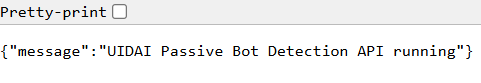 Pretty-print
{"message":"UIDAI Passive Bot Detection API running"}